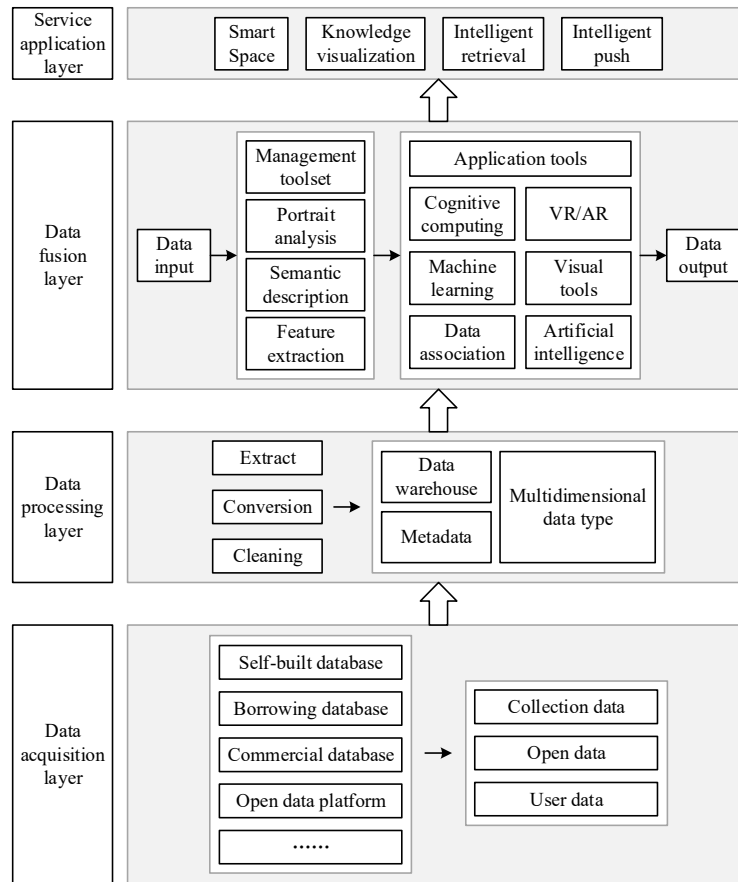 Service
application
layer
Smart
Space
Knowledge
visualization
Intelligent
retrieval
Intelligent
push
Data
fusion
layer
Data
input
Management
toolset
Portrait
analysis
Semantic
description
Feature
extraction
Application tools
Cognitive
computing
VR/AR
Machine
learning
Visual
tools
Data
association
Artificial
intelligence
Data
output
Data
processing
layer
Extract
Conversion
Cleaning
Data
warehouse
Metadata
Multidimensional
data type
Data
acquisition
layer
Self-built database
Borrowing database
Commercial database
Open data platform
……
Collection data
Open data
User data